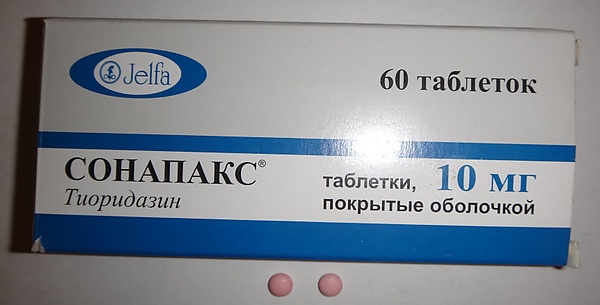 Jelfa
60 таблеток
СОНАПАКС®
Тиоридазин
таблетки, 10 мг
покрытые оболочкой